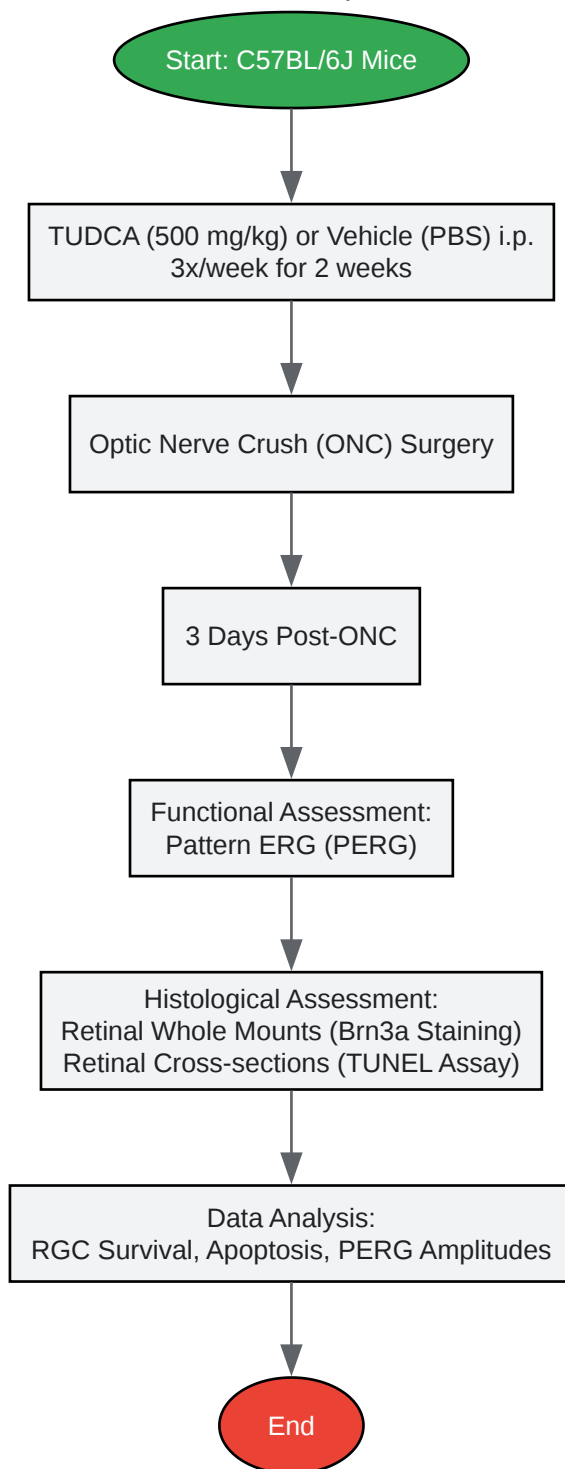 Start: C57BL/6J Mice
TUDCA (500 mg/kg) or Vehicle (PBS) i.p.
3x/week for 2 weeks
Optic Nerve Crush (ONC) Surgery
3 Days Post-ONC
Functional Assessment:
Pattern ERG (PERG)
Histological Assessment:
Retinal Whole Mounts (Brn3a Staining)
Retinal Cross-sections (TUNEL Assay)
Data Analysis:
RGC Survival, Apoptosis, PERG Amplitudes
End